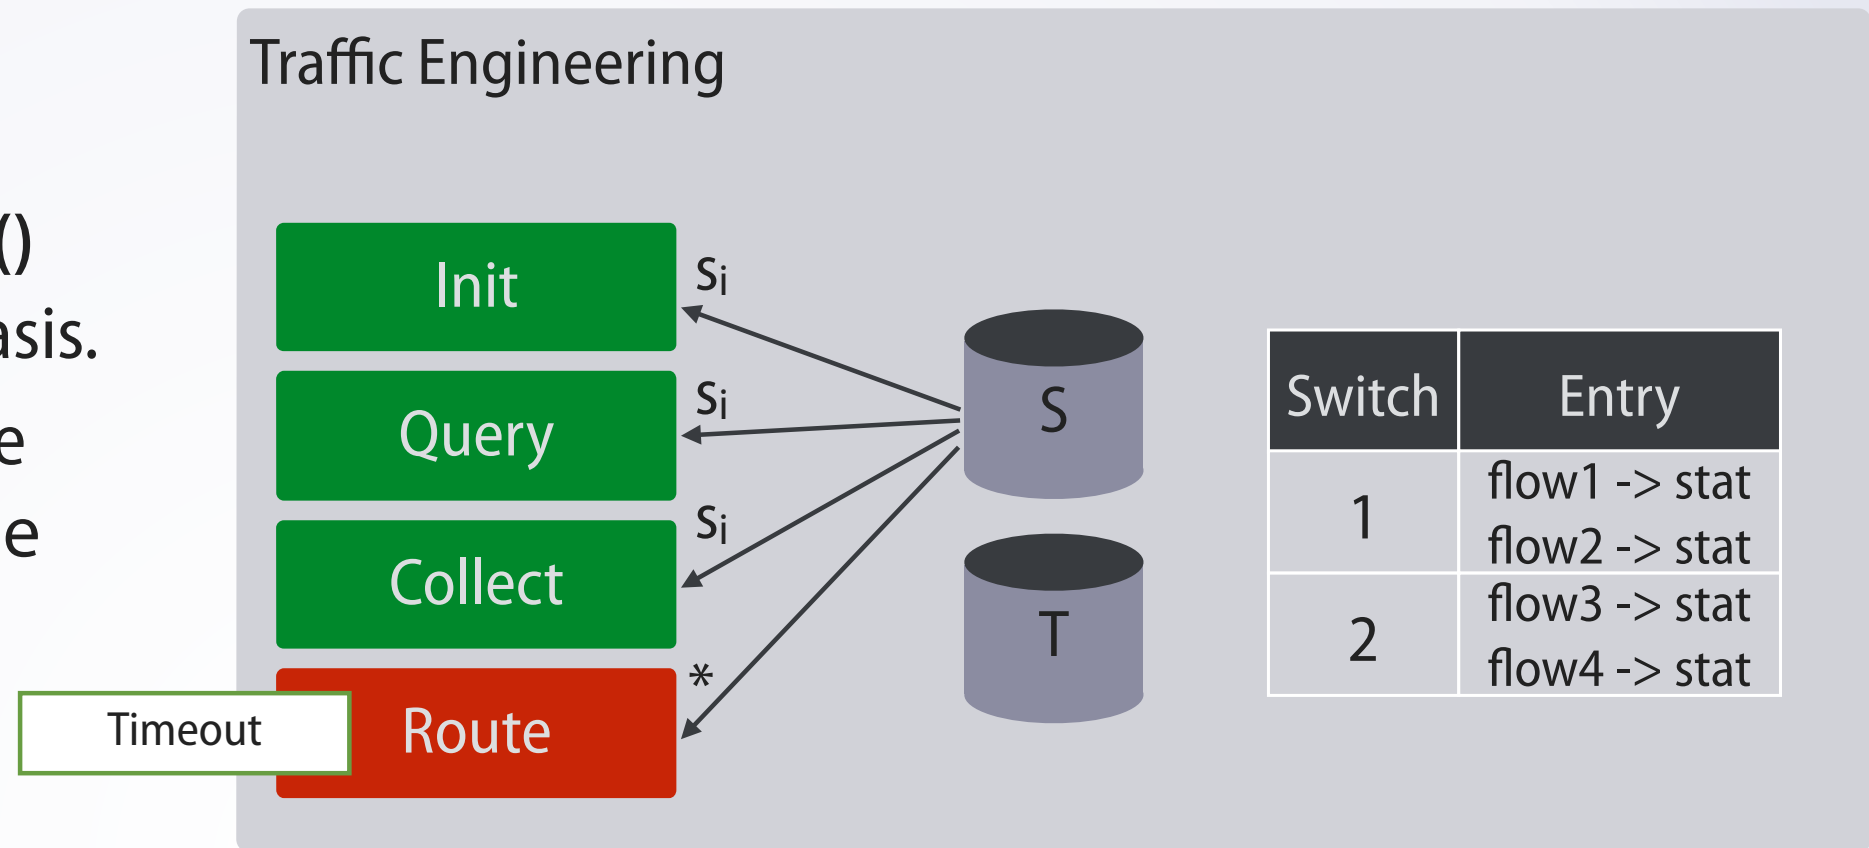 Traffic Engineering
()
asis.
e
e
Init
Query
Collect
Route
Timeout
si
si
si
*
S
T
Switch Entry
1
flow1 -> stat
flow2 -> stat
2
flow3 -> stat
flow4 -> stat